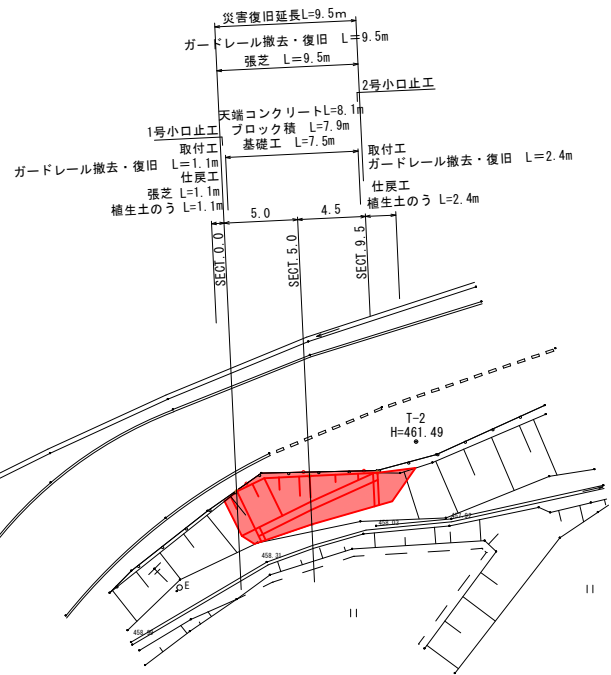 災害復旧延長L=9.5m
ガードレール撤去・復旧 L=9.5m
張芝 L=9.5m
2号小口止工
天端コンクリートL=8.1m
1号小口止工
ブロック積 L=7.9m
基礎工 L=7.5m
取付工
ガードレール撤去・復旧 L=1.1m
仕戻工
張芝 L=1.1m
植生土のう L=1.1m
取付工
ガードレール撤去・復旧 L=2.4m
仕戻工
植生土のう L=2.4m
5.0
4.5
SECT.0.0
SECT.5.0
SECT.9.5
T-2
H=461.49
458.03
458.31
E